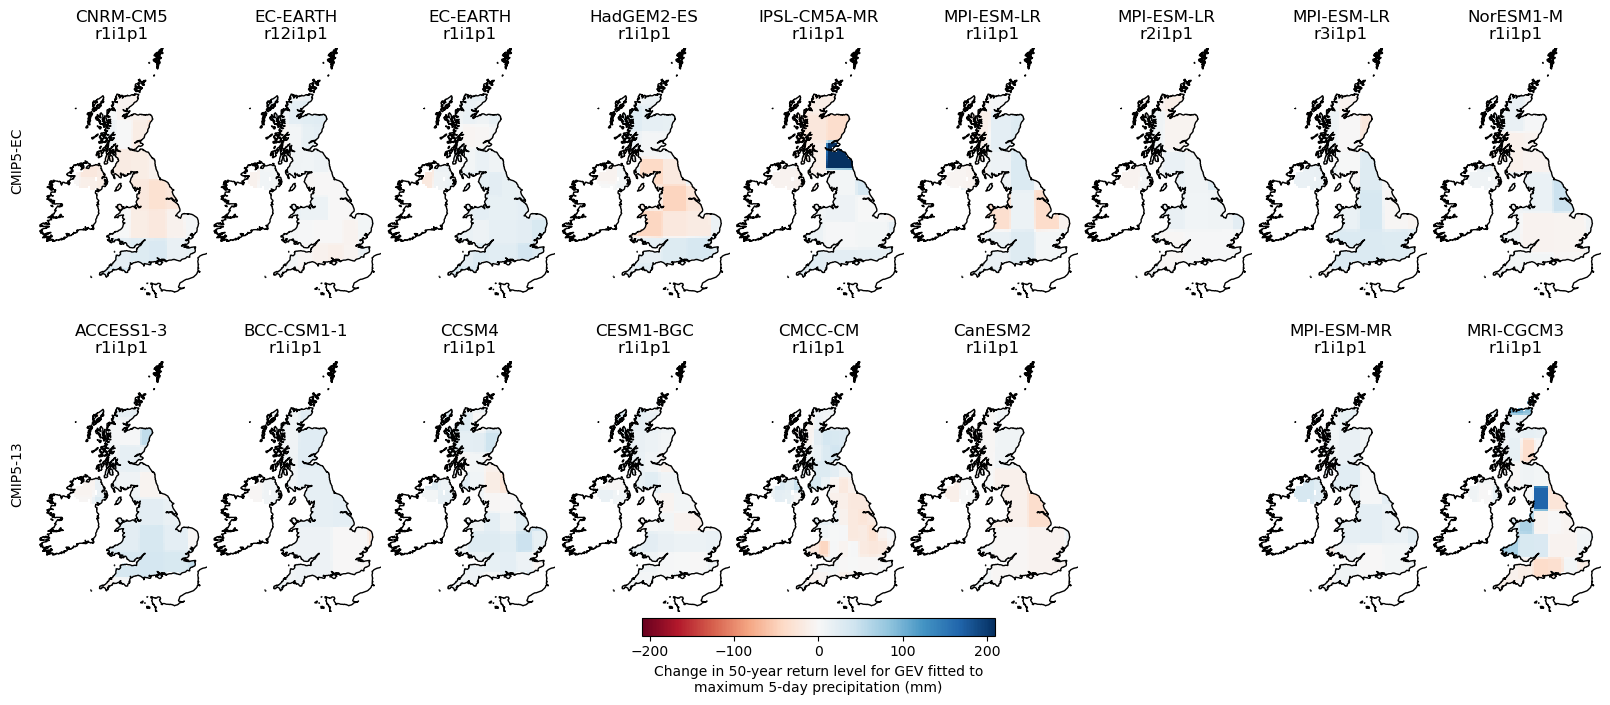 CNRM-CM5
r1i1p1
EC-EARTH
r12i1p1
EC-EARTH
r1i1p1
HadGEM2-ES
r1i1p1
IPSL-CM5A-MR
r1i1p1
MPI-ESM-LR
r1i1p1
MPI-ESM-LR
r2i1p1
MPI-ESM-LR
r3i1p1
NorESM1-M
r1i1p1
CMIP5-EC
ACCESS1-3
r1i1p1
BCC-CSM1-1
r1i1p1
CCSM4
r1i1p1
CESM1-BGC
r1i1p1
CMCC-CM
r1i1p1
CanESM2
r1i1p1
MPI-ESM-MR
r1i1p1
MRI-CGCM3
r1i1p1
CMIP5-13
−200 −100 0 100 200
Change in 50-year return level for GEV fitted to
maximum 5-day precipitation (mm)